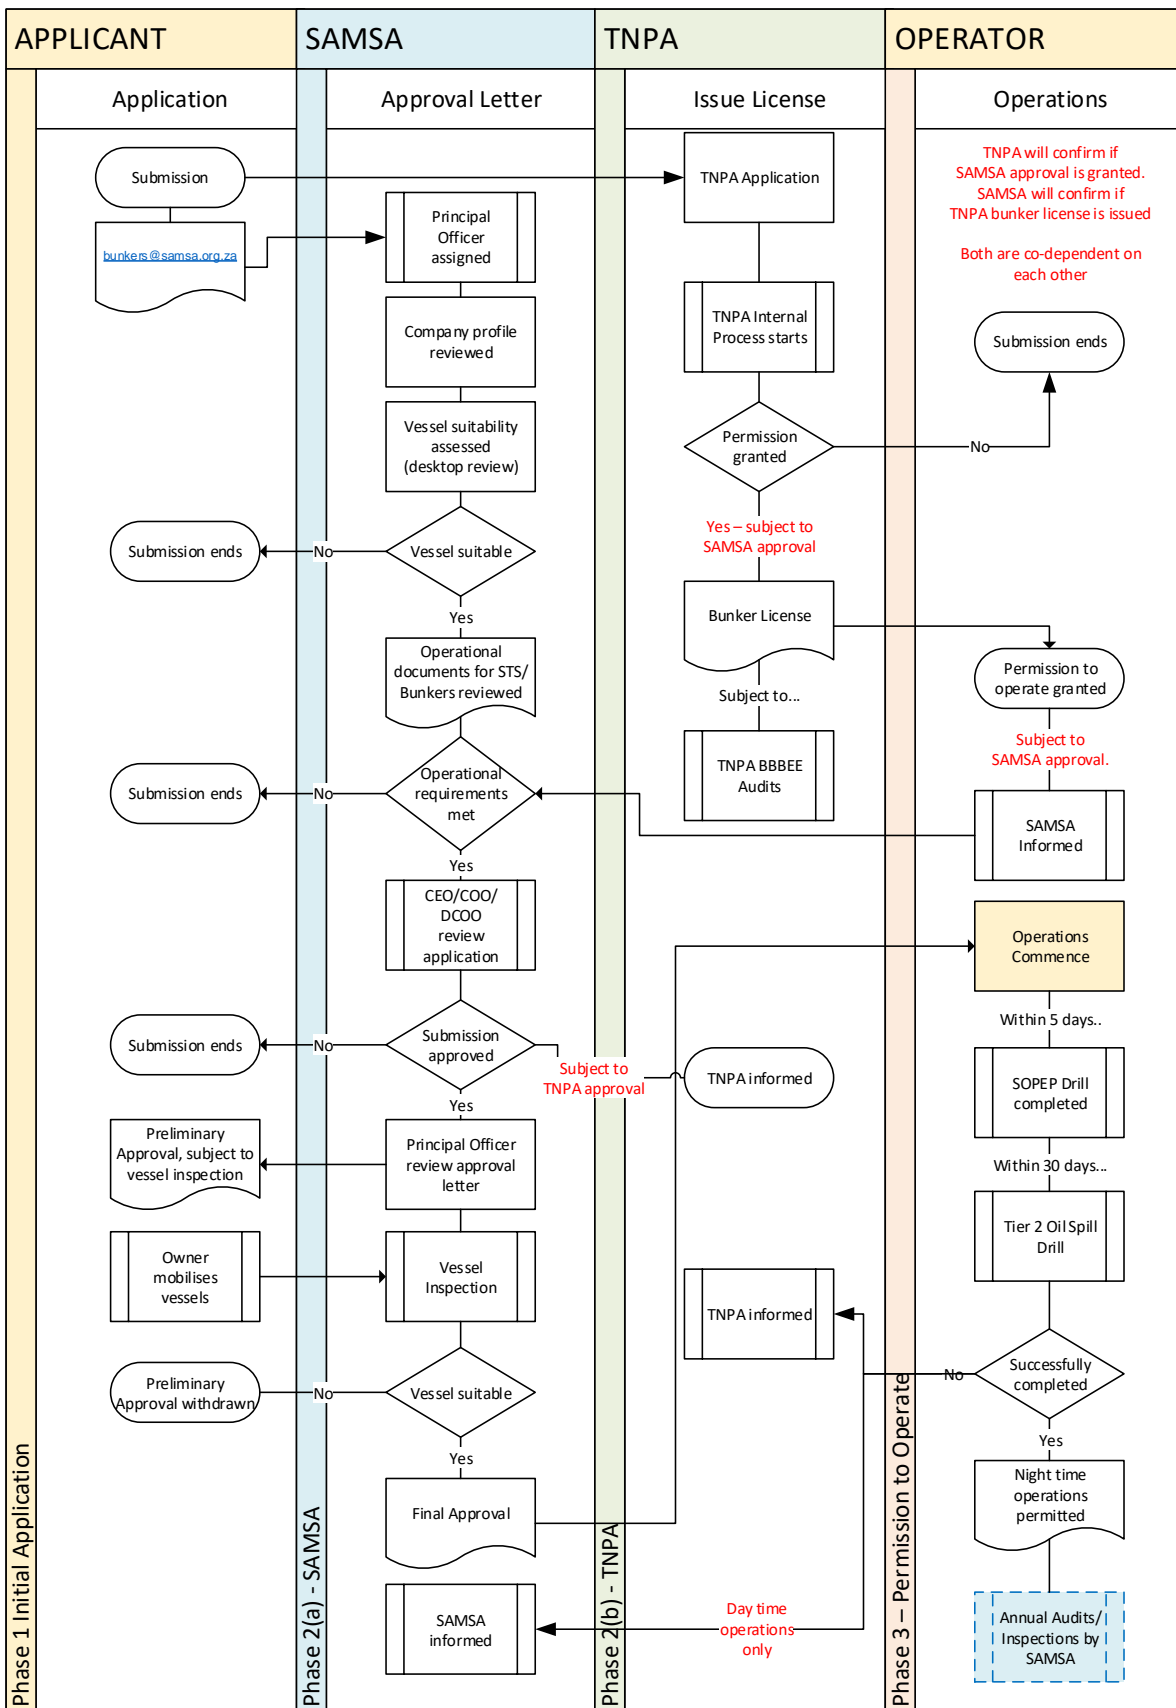 APPLICANT
SAMSA
TNPA
OPERATOR
Application
Approval Letter
Issue License
Operations
Phase 1 Initial Application
Submission
bunkers@samsa.org.za
Submission ends
Submission ends
Submission ends
Preliminary
Approval, subject to
vessel inspection
Owner
mobilises
vessels
Preliminary
Approval withdrawn
Phase 2(a) - SAMSA
Principal
Officer
assigned
Company profile
reviewed
Vessel suitability
assessed
(desktop review)
Vessel suitable
No
Yes
Operational
documents for STS/
Bunkers reviewed
Operational
requirements
met
No
Yes
CEO/COO/
DCOO
review
application
Submission
approved
No
Subject to
TNPA approval
Yes
Principal Officer
review approval
letter
Vessel
Inspection
Vessel suitable
No
Yes
Final Approval
SAMSA
informed
Phase 2(b) - TNPA
TNPA Application
TNPA Internal
Process starts
Permission
granted
No
Yes – subject to
SAMSA approval
Bunker License
Subject to...
TNPA BBBEE
Audits
TNPA informed
TNPA informed
Day time
operations
only
Phase 3 – Permission to Operate
TNPA will confirm if
SAMSA approval is granted.
SAMSA will confirm if
TNPA bunker license is issued
Both are co-dependent on
each other
Submission ends
Permission to
operate granted
Subject to
SAMSA approval.
SAMSA
Informed
Operations
Commence
Within 5 days..
SOPEP Drill
completed
Within 30 days...
Tier 2 Oil Spill
Drill
Successfully
completed
No
Yes
Night time
operations
permitted
Annual Audits/
Inspections by
SAMSA